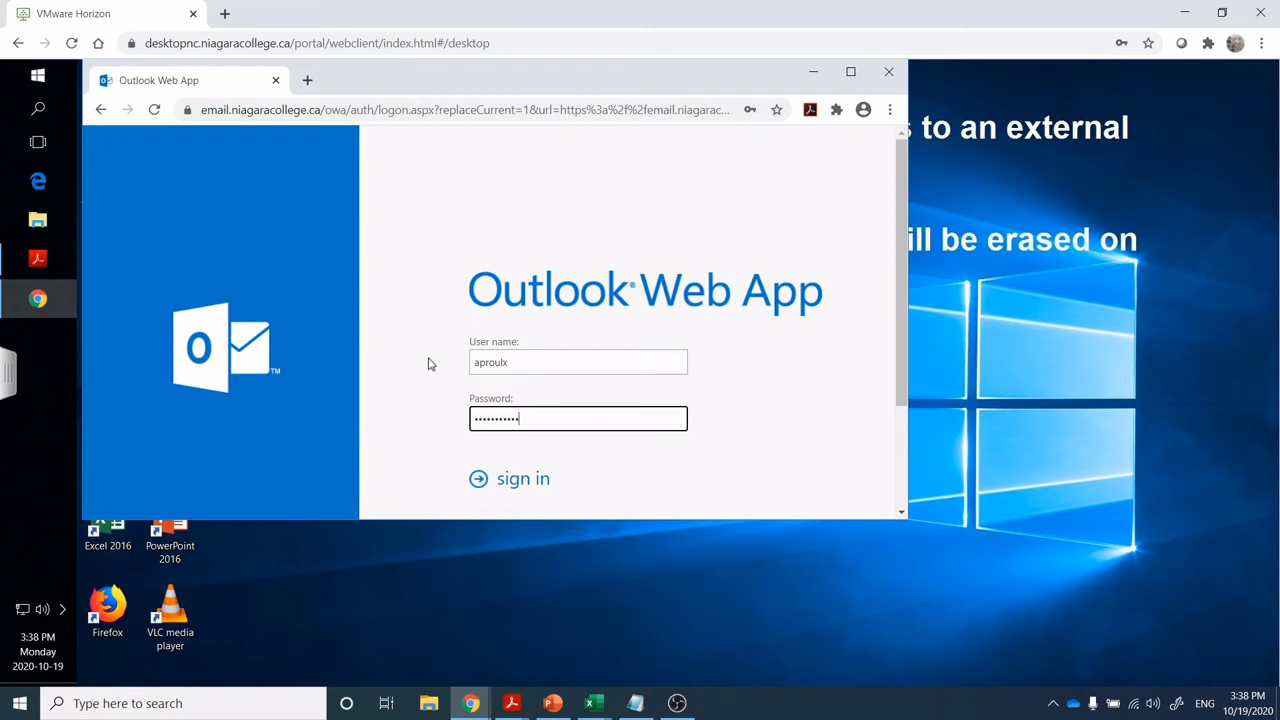 VMware Horizon
desktopnc.niagaracollege.ca/portal/webclient/index.html#/desktop
Outlook Web App
email.niagaracollege.ca/owa/auth/logon.aspx?replaceCurrent=1&url=https%3a%2f%2femail.niagarac...
to an external
ill be erased on
Outlook Web App
User name:
aproulx
Password:
•••••••••••
sign in
O
TM
Excel 2016
PowerPoint
2016
Firefox
VLC media
player
3:38 PM
Monday
2020-10-19
Type here to search
ENG
3:38 PM
10/19/2020